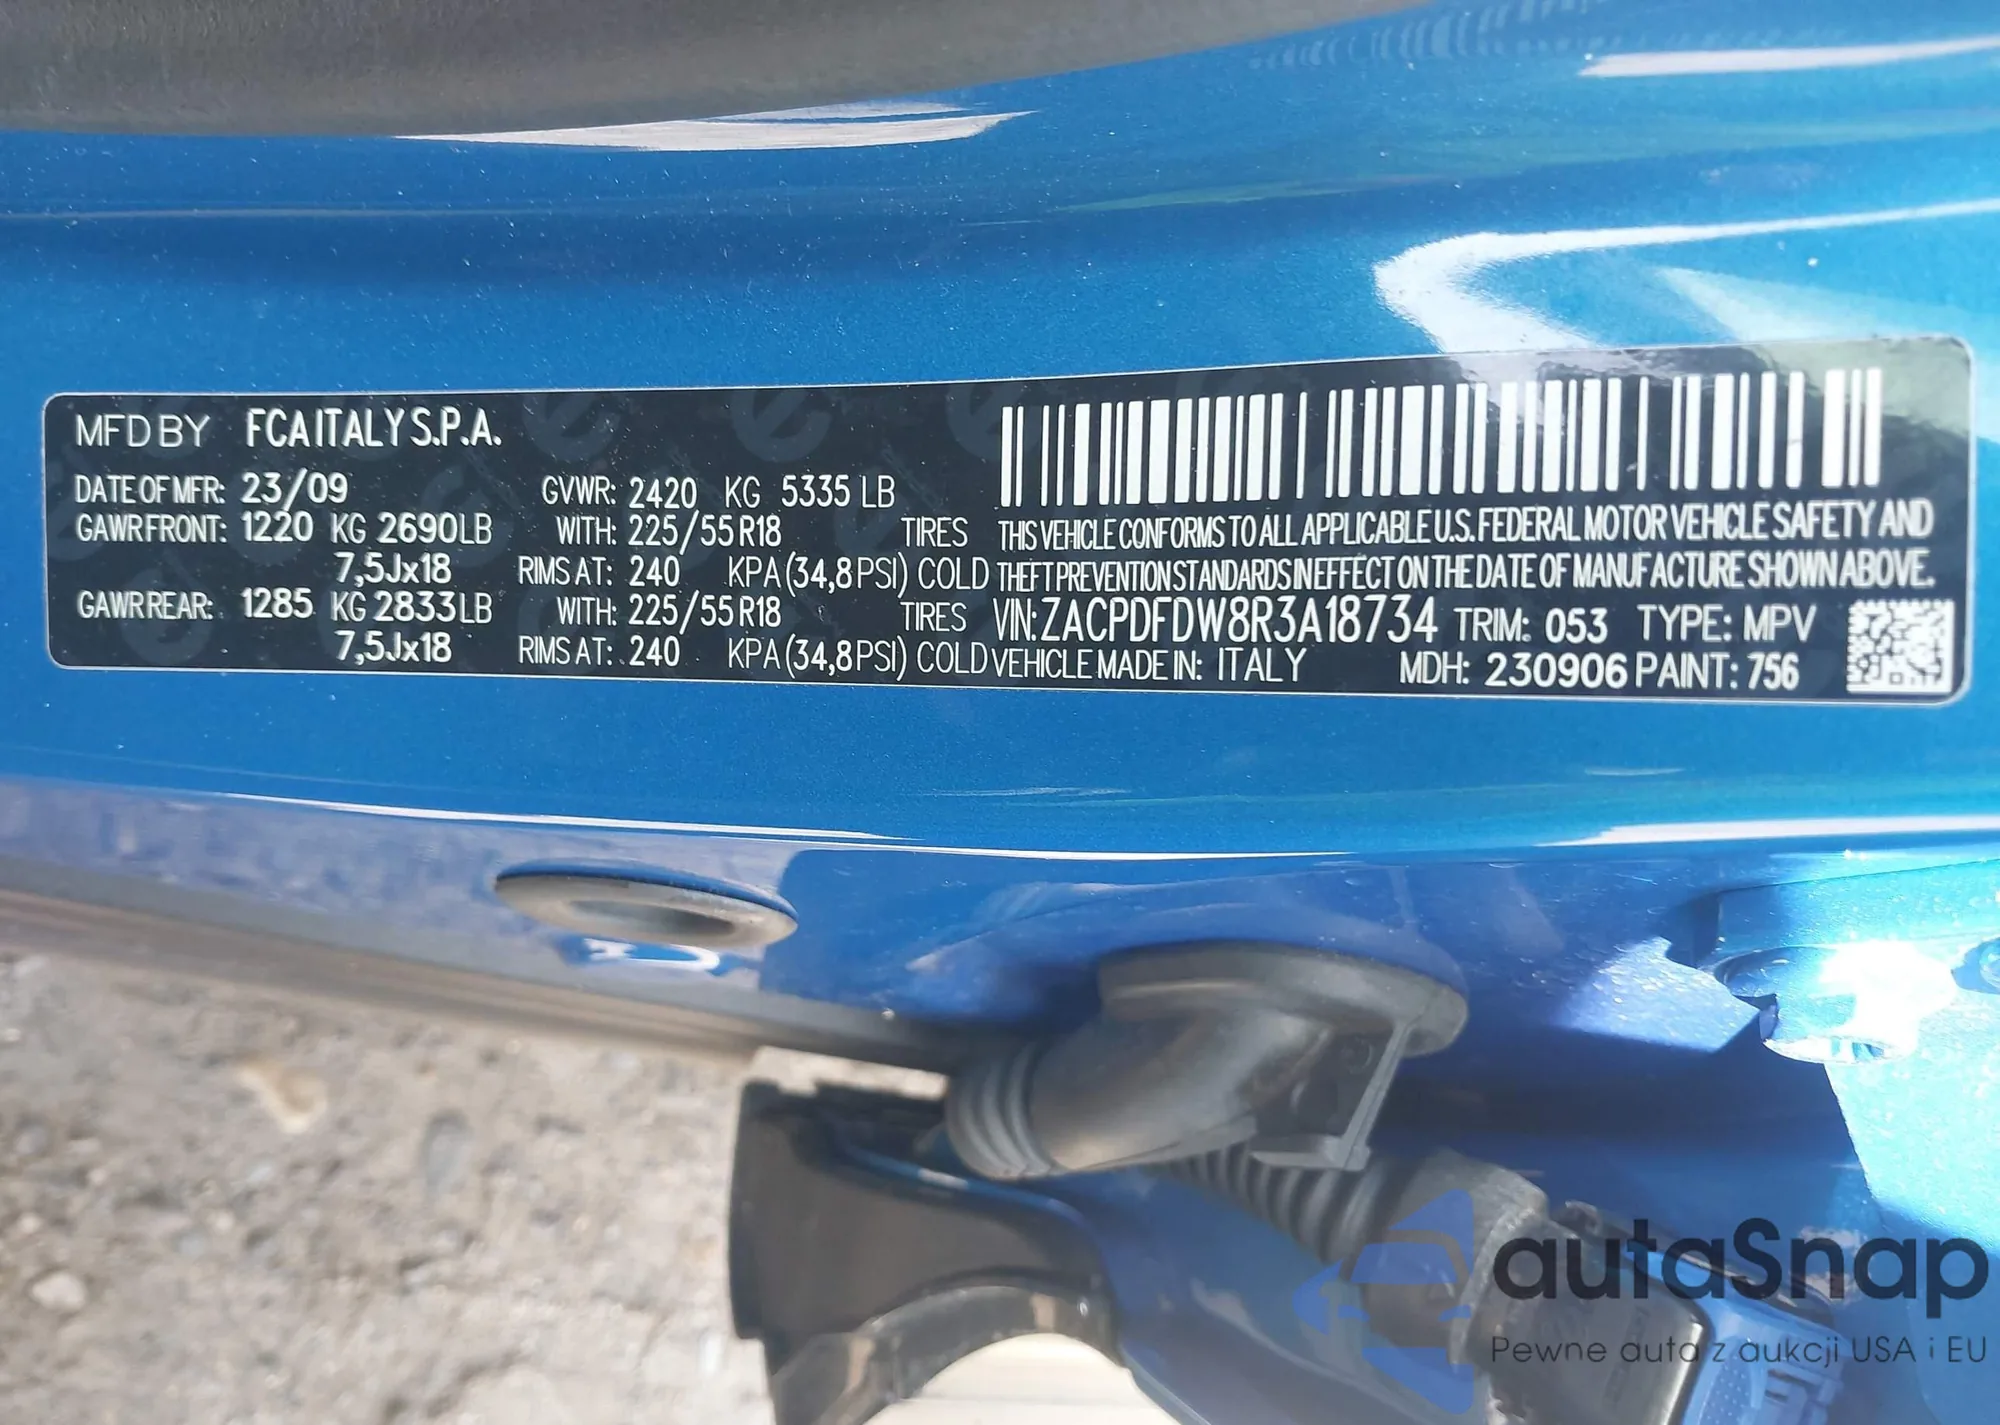 MFD BY FCA ITALY S.P.A.
DATE OF MFR: 23/09 GVWR: 2420 KG 5335 LB
GAWR FRONT: 1220 KG 2690 LB WITH: 225/55 R18 TIRES
7,5Jx18 RIMS AT: 240 KPA (34,8 PSI) COLD
GAWR REAR: 1285 KG 2833 LB WITH: 225/55 R18 TIRES
7,5Jx18 RIMS AT: 240 KPA (34,8 PSI) COLD
THIS VEHICLE CONFORMS TO ALL APPLICABLE U.S. FEDERAL MOTOR VEHICLE SAFETY AND
THEFT PREVENTION STANDARDS IN EFFECT ON THE DATE OF MANUFACTURE SHOWN ABOVE.
VIN: ZACPDFDW8R3A18734 TRIM: 053 TYPE: MPV
VEHICLE MADE IN: ITALY MDH: 230906 PAINT: 756
autaSnap
Pewne auta z aukcji USA i EU